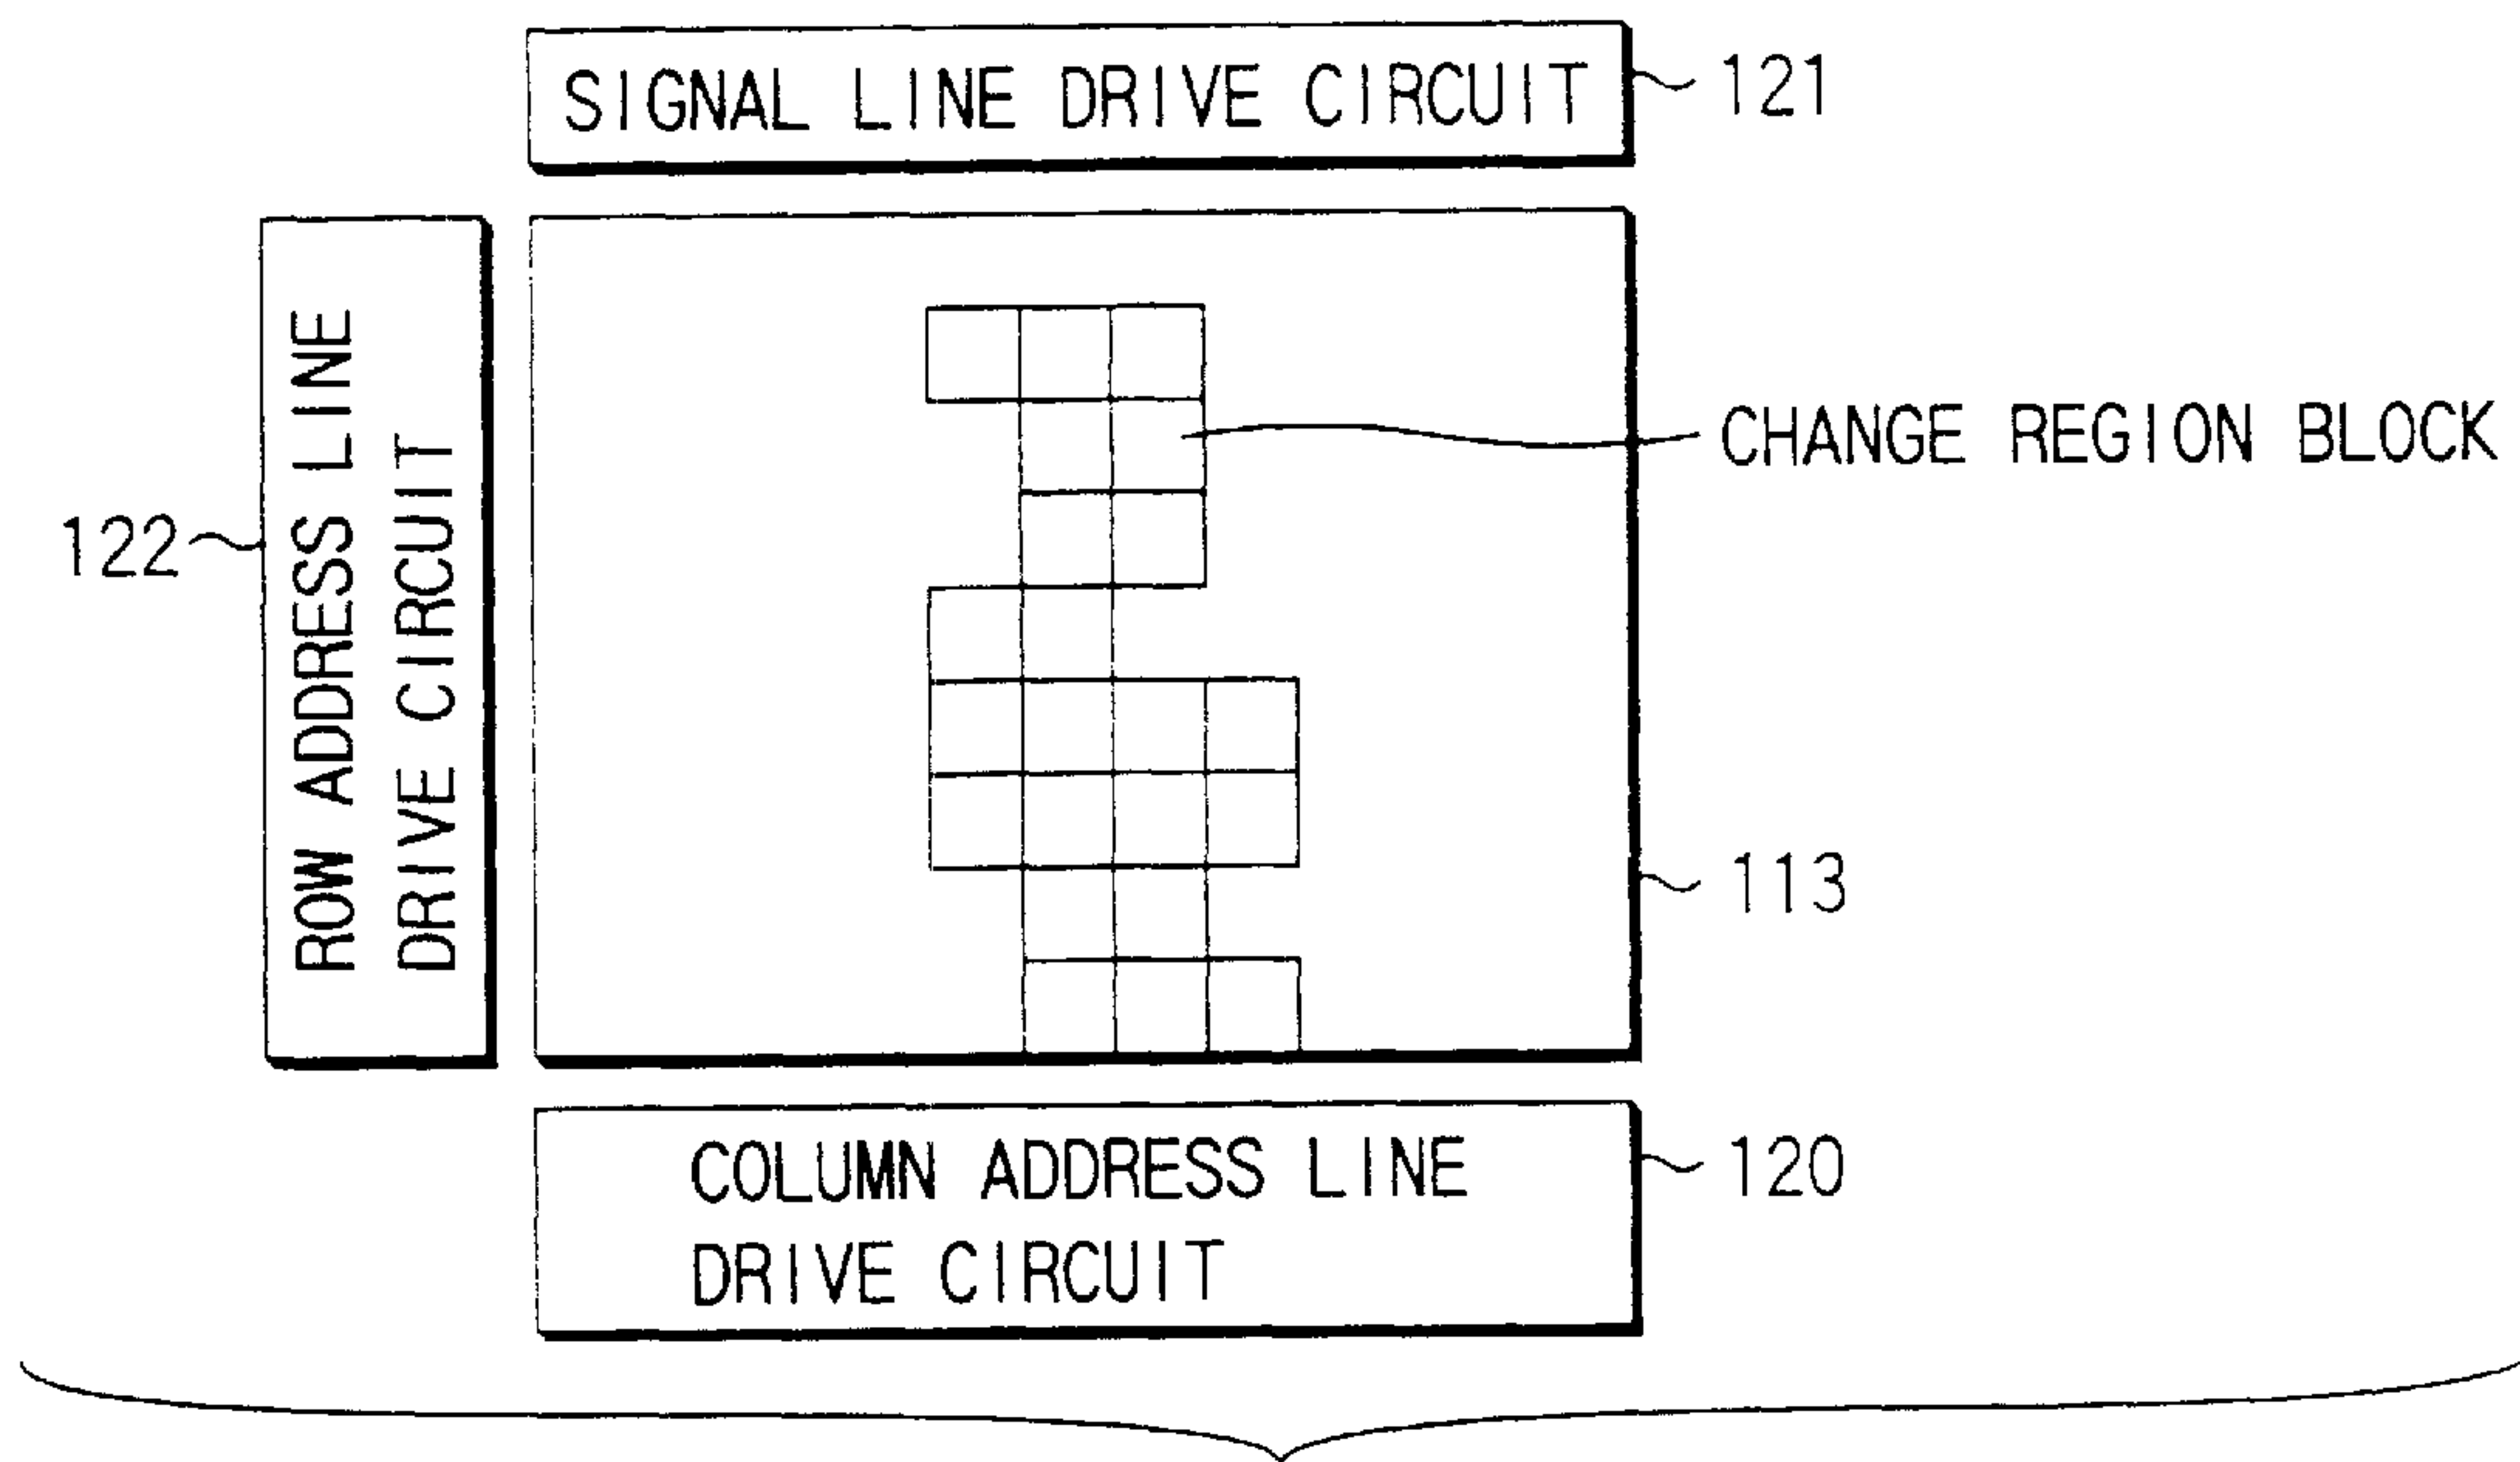 SIGNAL LINE DRIVE CIRCUIT
121
ROW ADDRESS LINE
DRIVE CIRCUIT
122
CHANGE REGION BLOCK
113
COLUMN ADDRESS LINE
DRIVE CIRCUIT
120